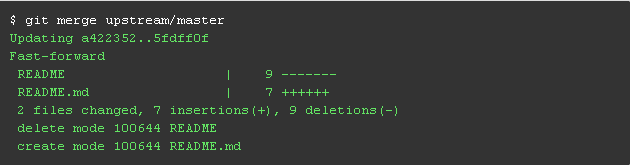 $ git merge upstream/master
Updating a422352..5fdff0f
Fast-forward
README | 9 -------
README.md | 7 ++++++
2 files changed, 7 insertions(+), 9 deletions(-)
delete mode 100644 README
create mode 100644 README.md